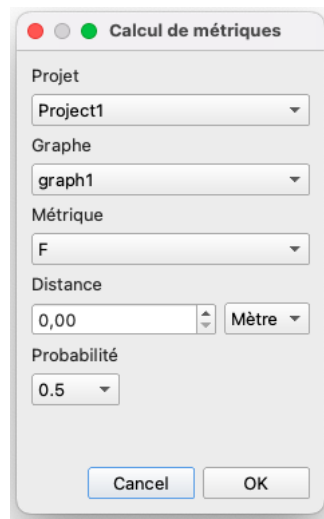 Calcul de métriques
Projet
Project1
Graphe
graph1
Métrique
F
Distance
0,00 Mètre
Probabilité
0.5
Cancel OK